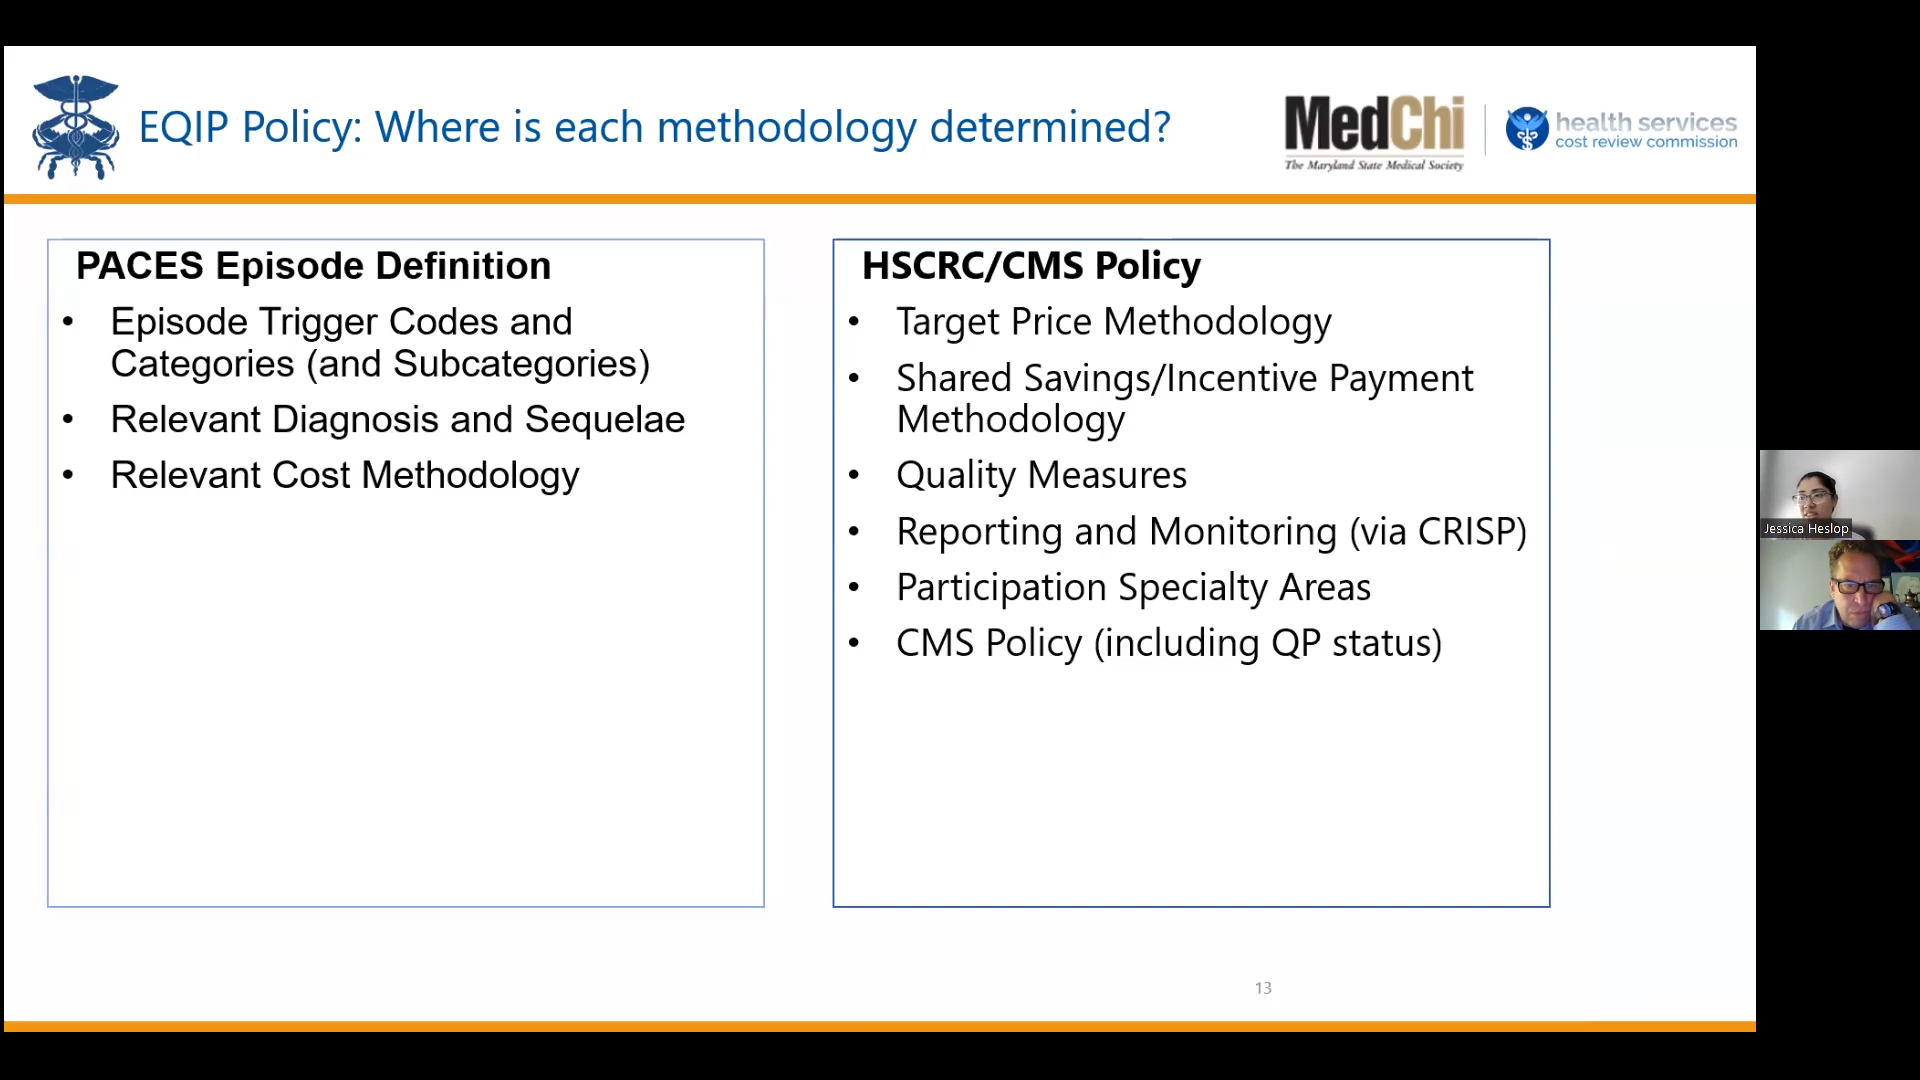 EQIP Policy: Where is each methodology determined?
MedChi
The Maryland State Medical Society
health services
cost review commission
PACES Episode Definition
• Episode Trigger Codes and
Categories (and Subcategories)
• Relevant Diagnosis and Sequelae
• Relevant Cost Methodology
HSCRC/CMS Policy
• Target Price Methodology
• Shared Savings/Incentive Payment
Methodology
• Quality Measures
• Reporting and Monitoring (via CRISP)
• Participation Specialty Areas
• CMS Policy (including QP status)
Jessica Heslop
13